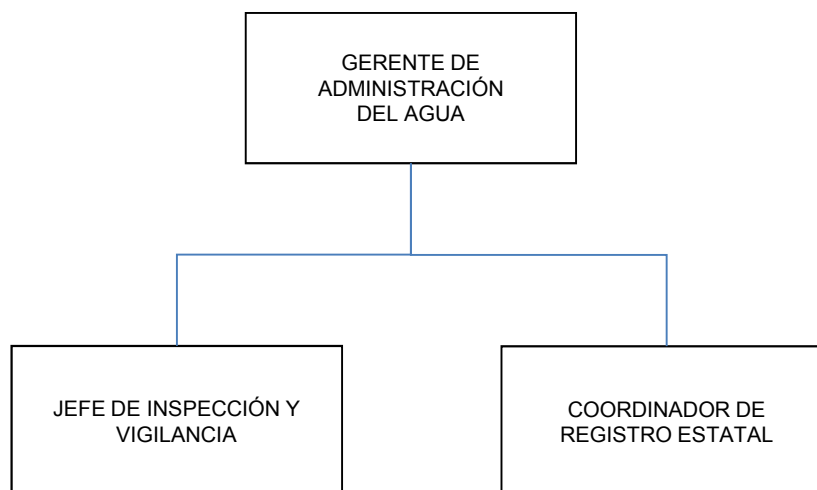 GERENTE DE
ADMINISTRACIÓN
DEL AGUA
JEFE DE INSPECCIÓN Y
VIGILANCIA
COORDINADOR DE
REGISTRO ESTATAL